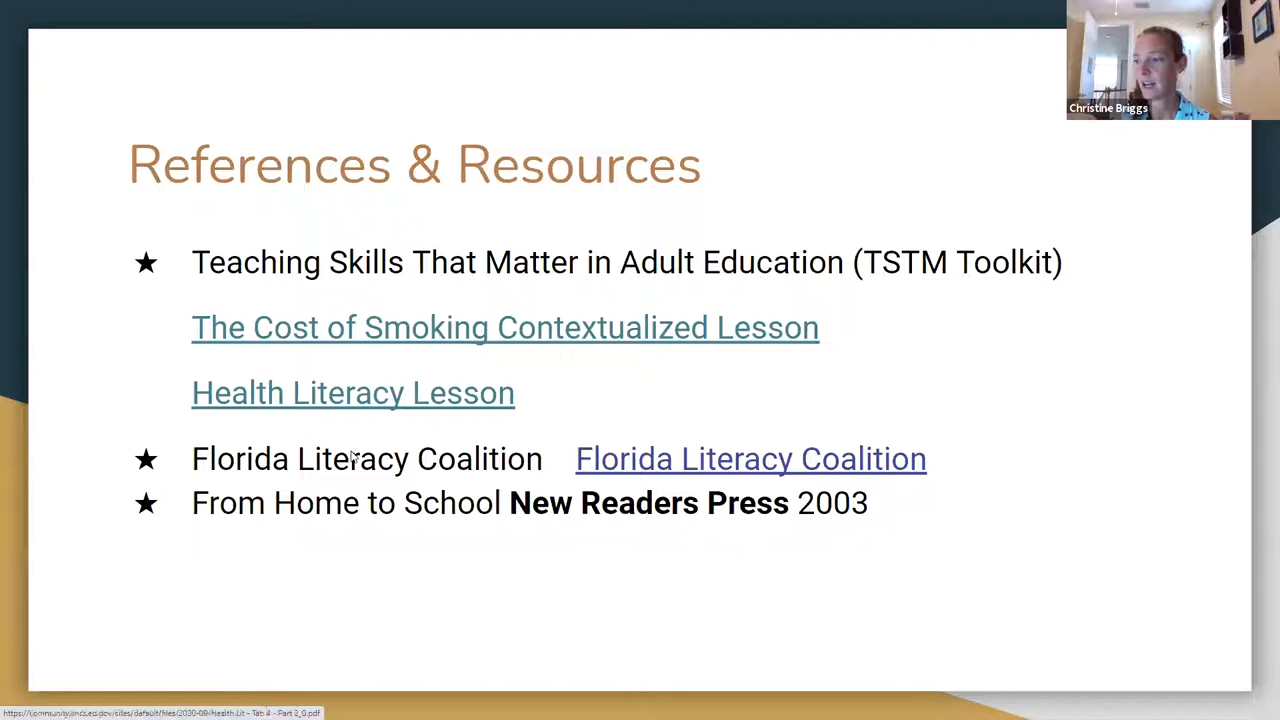 Christine Briggs
References & Resources
★ Teaching Skills That Matter in Adult Education (TSTM Toolkit)
The Cost of Smoking Contextualized Lesson
Health Literacy Lesson
★ Florida Literacy Coalition Florida Literacy Coalition
★ From Home to School New Readers Press 2003